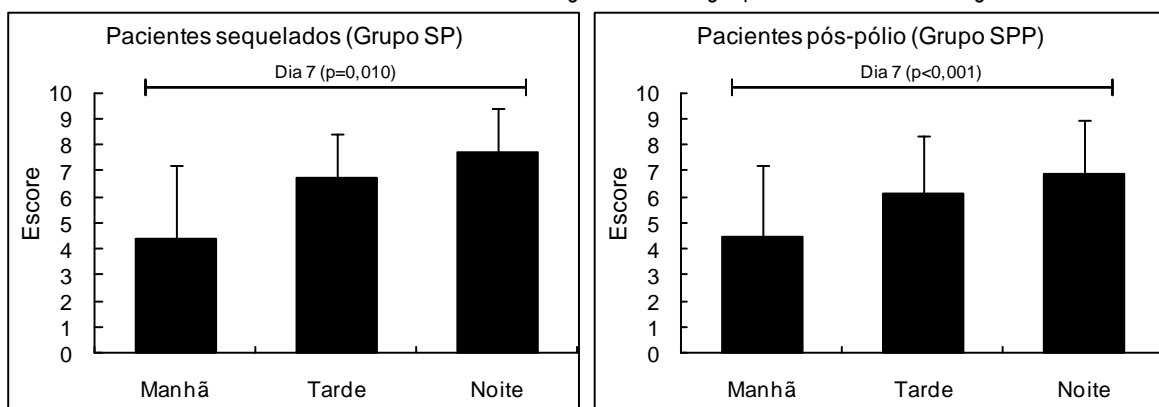 Pacientes sequelados (Grupo SP)
Dia 7 (p=0,010)
10
9
8
7
6
5
4
3
2
1
0
Escore
Manhã Tarde Noite
Pacientes pós-pólio (Grupo SPP)
Dia 7 (p<0,001)
10
9
8
7
6
5
4
3
2
1
0
Escore
Manhã Tarde Noite